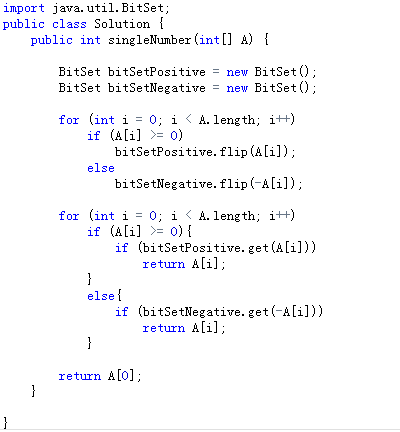 import java.util.BitSet;
public class Solution {
    public int singleNumber(int[] A) {

        BitSet bitSetPositive = new BitSet();
        BitSet bitSetNegative = new BitSet();

        for (int i = 0; i < A.length; i++)
            if (A[i] >= 0)
                bitSetPositive.flip(A[i]);
            else
                bitSetNegative.flip(-A[i]);

        for (int i = 0; i < A.length; i++)
            if (A[i] >= 0){
                if (bitSetPositive.get(A[i]))
                    return A[i];
            }
            else{
                if (bitSetNegative.get(-A[i]))
                    return A[i];
            }

        return A[0];
    }

}